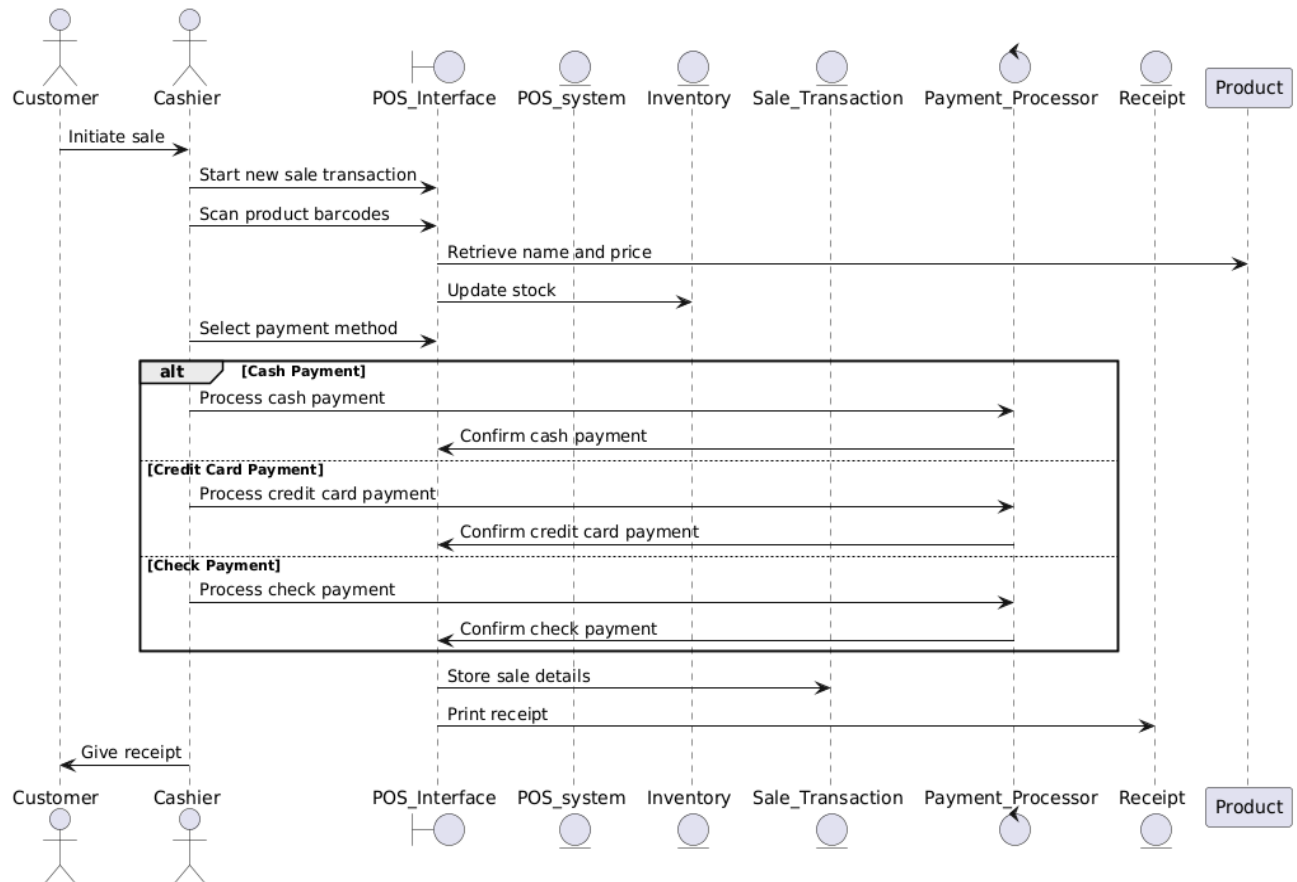 Customer Cashier POS_Interface POS_system Inventory Sale_Transaction Payment_Processor Receipt Product
Initiate sale
Start new sale transaction
Scan product barcodes
Retrieve name and price
Update stock
Select payment method
alt [Cash Payment]
Process cash payment
Confirm cash payment
[Credit Card Payment]
Process credit card payment
Confirm credit card payment
[Check Payment]
Process check payment
Confirm check payment
Store sale details
Print receipt
Give receipt
Customer Cashier POS_Interface POS_system Inventory Sale_Transaction Payment_Processor Receipt Product